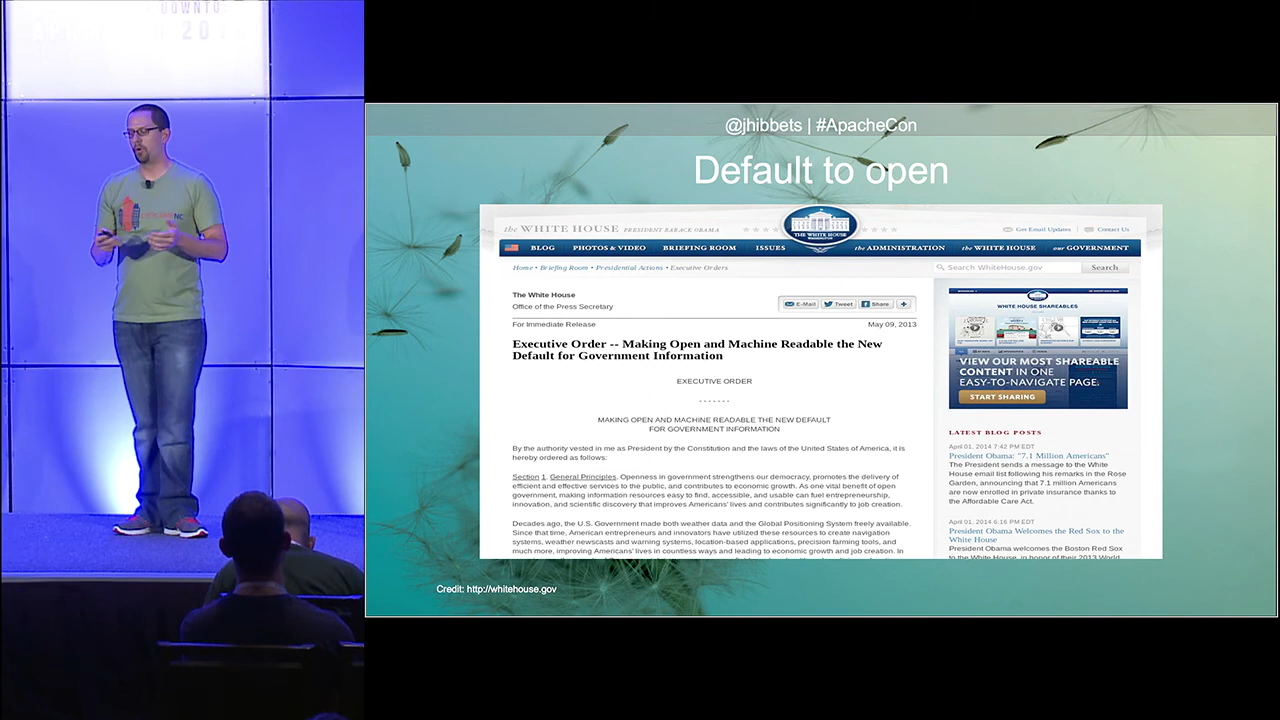 DOWNTOWN
@jhibbets | #ApacheCon
Default to open
the WHITE HOUSE PRESIDENT BARACK OBAMA
THE WHITE HOUSE
WASHINGTON
Get Email Updates | Contact Us
BLOG PHOTOS & VIDEO BRIEFING ROOM ISSUES the ADMINISTRATION the WHITE HOUSE our GOVERNMENT
Home • Briefing Room • Presidential Actions • Executive Orders
Search WhiteHouse.gov Search
The White House
Office of the Press Secretary
E-Mail Tweet Share +
For Immediate Release May 09, 2013
Executive Order -- Making Open and Machine Readable the New
Default for Government Information
EXECUTIVE ORDER
- - - - - - -
MAKING OPEN AND MACHINE READABLE THE NEW DEFAULT
FOR GOVERNMENT INFORMATION
By the authority vested in me as President by the Constitution and the laws of the United States of America, it is
hereby ordered as follows:
Section 1. General Principles. Openness in government strengthens our democracy, promotes the delivery of
efficient and effective services to the public, and contributes to economic growth. As one vital benefit of open
government, making information resources easy to find, accessible, and usable can fuel entrepreneurship,
innovation, and scientific discovery that improves Americans' lives and contributes significantly to job creation.
Decades ago, the U.S. Government made both weather data and the Global Positioning System freely available.
Since that time, American entrepreneurs and innovators have utilized these resources to create navigation
systems, weather newscasts and warning systems, location-based applications, precision farming tools, and
much more, improving Americans' lives in countless ways and leading to economic growth and job creation. In
WHITE HOUSE SHAREABLES
VIEW OUR MOST SHAREABLE
CONTENT IN ONE
EASY-TO-NAVIGATE PAGE.
START SHARING
LATEST BLOG POSTS
April 01, 2014 7:42 PM EDT
President Obama: "7.1 Million Americans"
The President sends a message to the White
House email list following his remarks in the Rose
Garden, announcing that 7.1 million Americans
are now enrolled in private insurance thanks to
the Affordable Care Act.
April 01, 2014 6:16 PM EDT
President Obama Welcomes the Red Sox to the
White House
President Obama welcomes the Boston Red Sox
to the White House, in honor of their 2013 World
Credit: http://whitehouse.gov